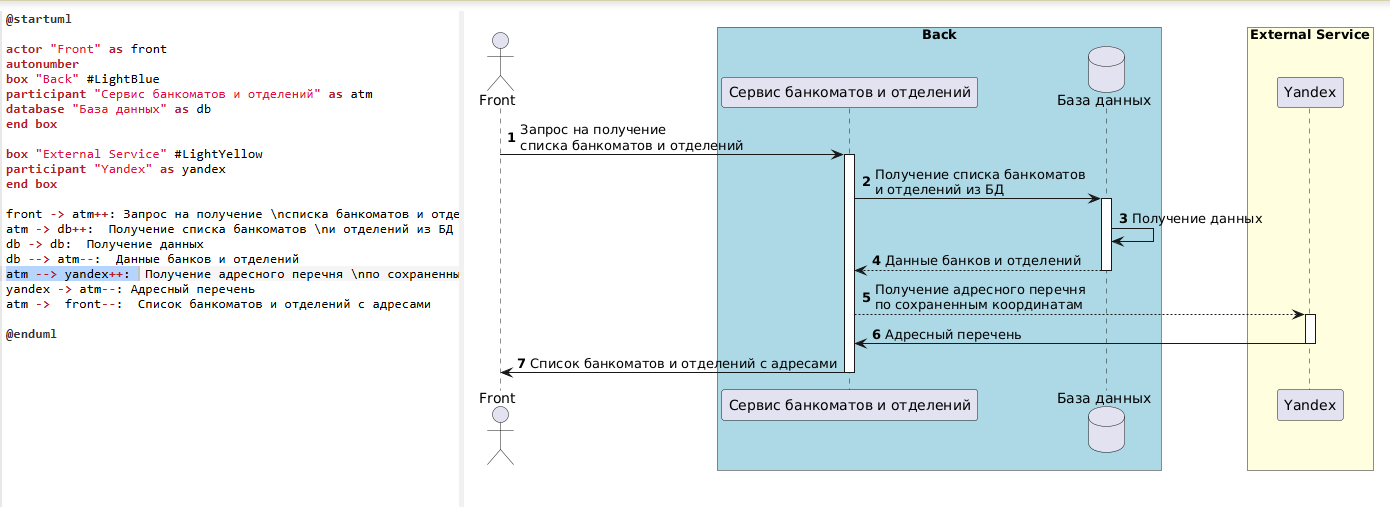 @startuml
actor "Front" as front
autonumber
box "Back" #LightBlue
participant "Сервис банкоматов и отделений" as atm
database "База данных" as db
end box
box "External Service" #LightYellow
participant "Yandex" as yandex
end box
front -> atm++: Запрос на получение \nсписка банкоматов и отде
atm -> db++:  Получение списка банкоматов \nи отделений из БД
db -> db:  Получение данных
db --> atm--:  Данные банков и отделений
atm --> yandex++:  Получение адресного перечня \nпо сохраненны
yandex -> atm--: Адресный перечень
atm ->  front--:  Список банкоматов и отделений с адресами
@enduml
Back
External Service
Front
Сервис банкоматов и отделений
База данных
Yandex
1 Запрос на получение
списка банкоматов и отделений
2 Получение списка банкоматов
и отделений из БД
3 Получение данных
4 Данные банков и отделений
5 Получение адресного перечня
по сохраненным координатам
6 Адресный перечень
7 Список банкоматов и отделений с адресами
Front
Сервис банкоматов и отделений
База данных
Yandex